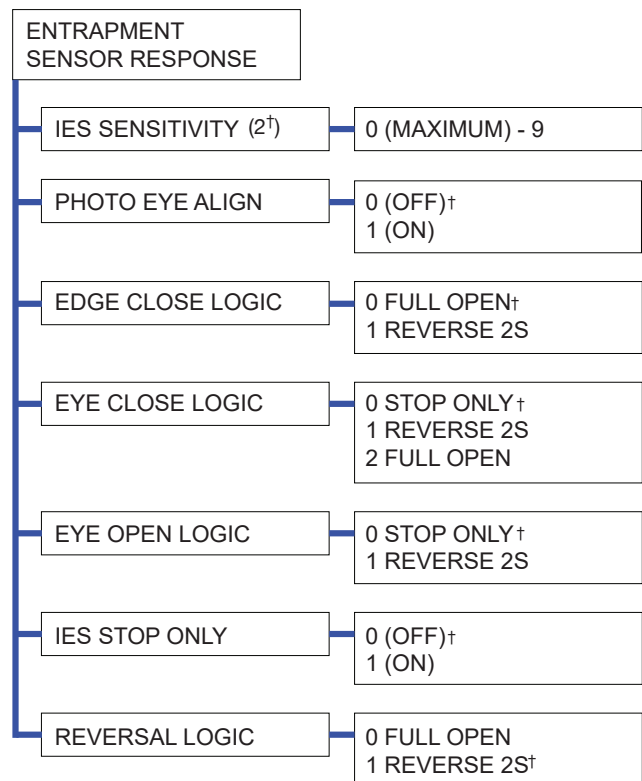 ENTRAPMENT
SENSOR RESPONSE
IES SENSITIVITY (2†)
0 (MAXIMUM) - 9
PHOTO EYE ALIGN
0 (OFF)†
1 (ON)
EDGE CLOSE LOGIC
0 FULL OPEN†
1 REVERSE 2S
EYE CLOSE LOGIC
0 STOP ONLY†
1 REVERSE 2S
2 FULL OPEN
EYE OPEN LOGIC
0 STOP ONLY†
1 REVERSE 2S
IES STOP ONLY
0 (OFF)†
1 (ON)
REVERSAL LOGIC
0 FULL OPEN
1 REVERSE 2S†